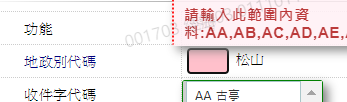 請輸入此範圍內資
料:AA,AB,AC,AD,AE,
功能
地政別代碼 松山
收件字代碼 AA 古亭